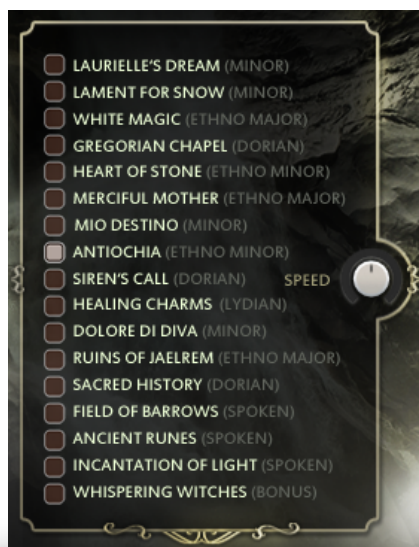 LAURIELLE'S DREAM (MINOR)
LAMENT FOR SNOW (MINOR)
WHITE MAGIC (ETHNO MAJOR)
GREGORIAN CHAPEL (DORIAN)
HEART OF STONE (ETHNO MINOR)
MERCIFUL MOTHER (ETHNO MAJOR)
MIO DESTINO (MINOR)
ANTIOCHIA (ETHNO MINOR)
SIREN'S CALL (DORIAN) SPEED
HEALING CHARMS (LYDIAN)
DOLORE DI DIVA (MINOR)
RUINS OF JAELREM (ETHNO MAJOR)
SACRED HISTORY (DORIAN)
FIELD OF BARROWS (SPOKEN)
ANCIENT RUNES (SPOKEN)
INCANTATION OF LIGHT (SPOKEN)
WHISPERING WITCHES (BONUS)